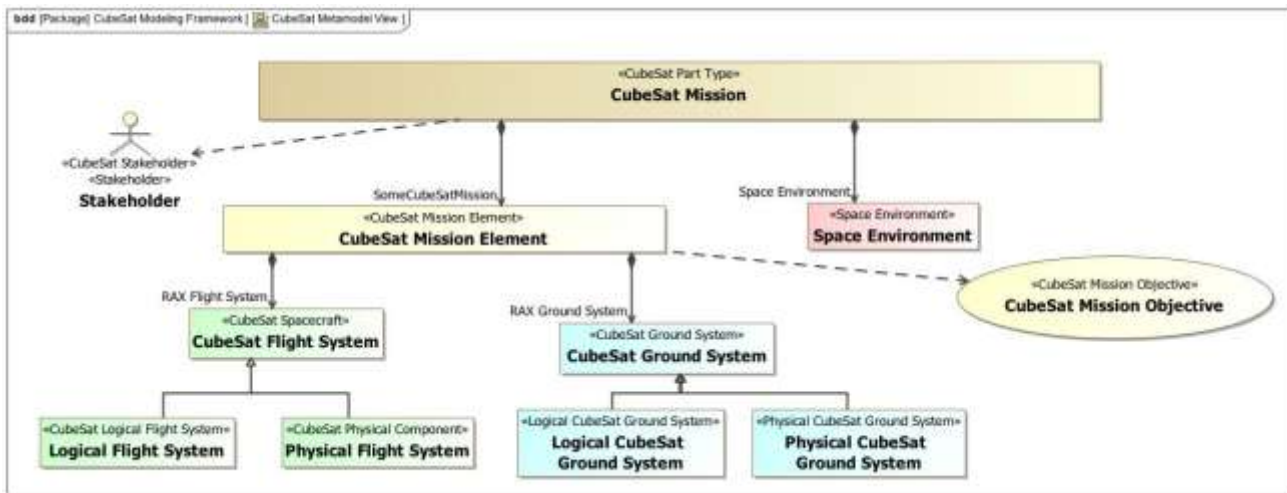 bdd [Package] CubeSat Modeling Framework [ CubeSat Metamodel View ]
«CubeSat Part Type»
CubeSat Mission
«CubeSat Stakeholder»
«Stakeholder»
Stakeholder
SomeCubeSatMission
Space Environment
«CubeSat Mission Element»
CubeSat Mission Element
«Space Environment»
Space Environment
«CubeSat Mission Objective»
CubeSat Mission Objective
RAX Flight System
RAX Ground System
«CubeSat Spacecraft»
CubeSat Flight System
«CubeSat Ground System»
CubeSat Ground System
«CubeSat Logical Flight System»
Logical Flight System
«CubeSat Physical Component»
Physical Flight System
«Logical CubeSat Ground System»
Logical CubeSat
Ground System
«Physical CubeSat Ground System»
Physical CubeSat
Ground System